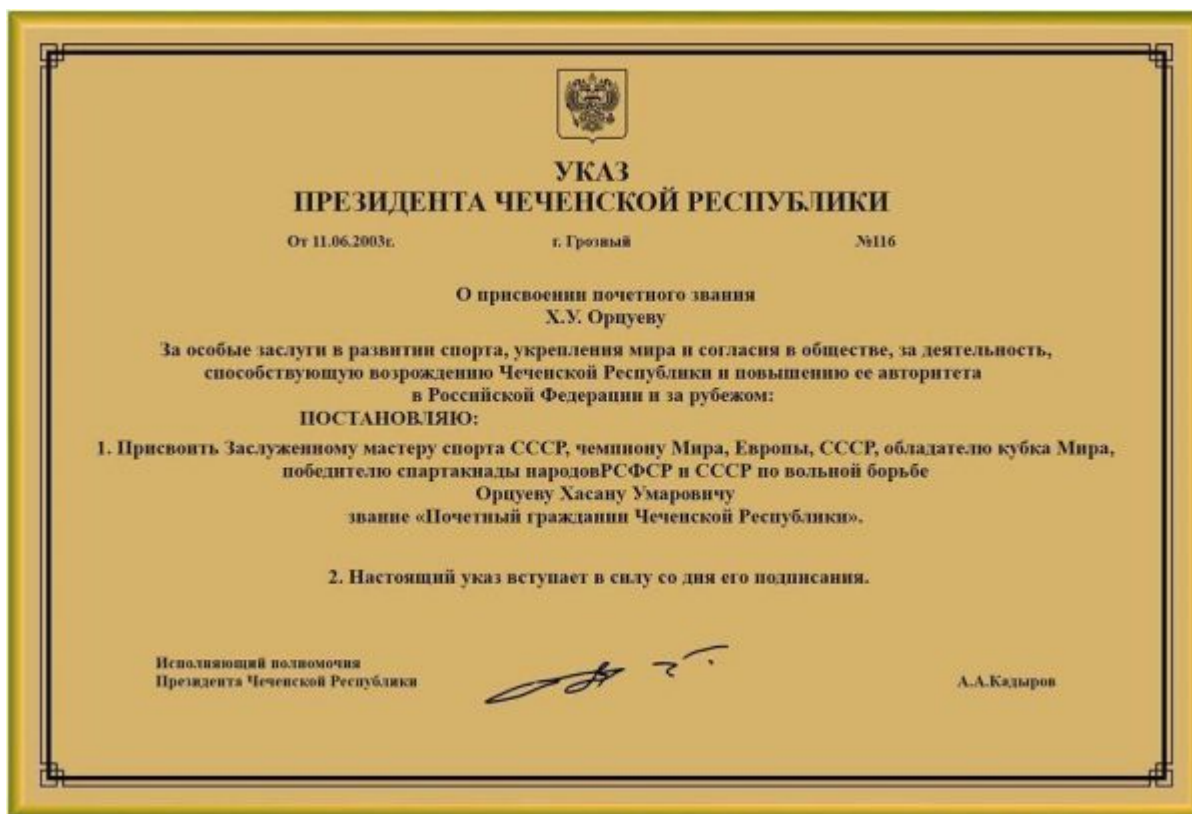 УКАЗ
ПРЕЗИДЕНТА ЧЕЧЕНСКОЙ РЕСПУБЛИКИ
От 11.06.2003г. г. Грозный №116
О присвоении почетного звания
Х.У. Орцуеву
За особые заслуги в развитии спорта, укрепления мира и согласия в обществе, за деятельность,
способствующую возрождению Чеченской Республики и повышению ее авторитета
в Российской Федерации и за рубежом:
ПОСТАНОВЛЯЮ:
1. Присвоить Заслуженному мастеру спорта СССР, чемпиону Мира, Европы, СССР, обладателю кубка Мира,
победителю спартакиады народовРСФСР и СССР по вольной борьбе
Орцуеву Хасану Умаровичу
звание «Почетный гражданин Чеченской Республики».
2. Настоящий указ вступает в силу со дня его подписания.
Исполняющий полномочия
Президента Чеченской Республики А.А.Кадыров